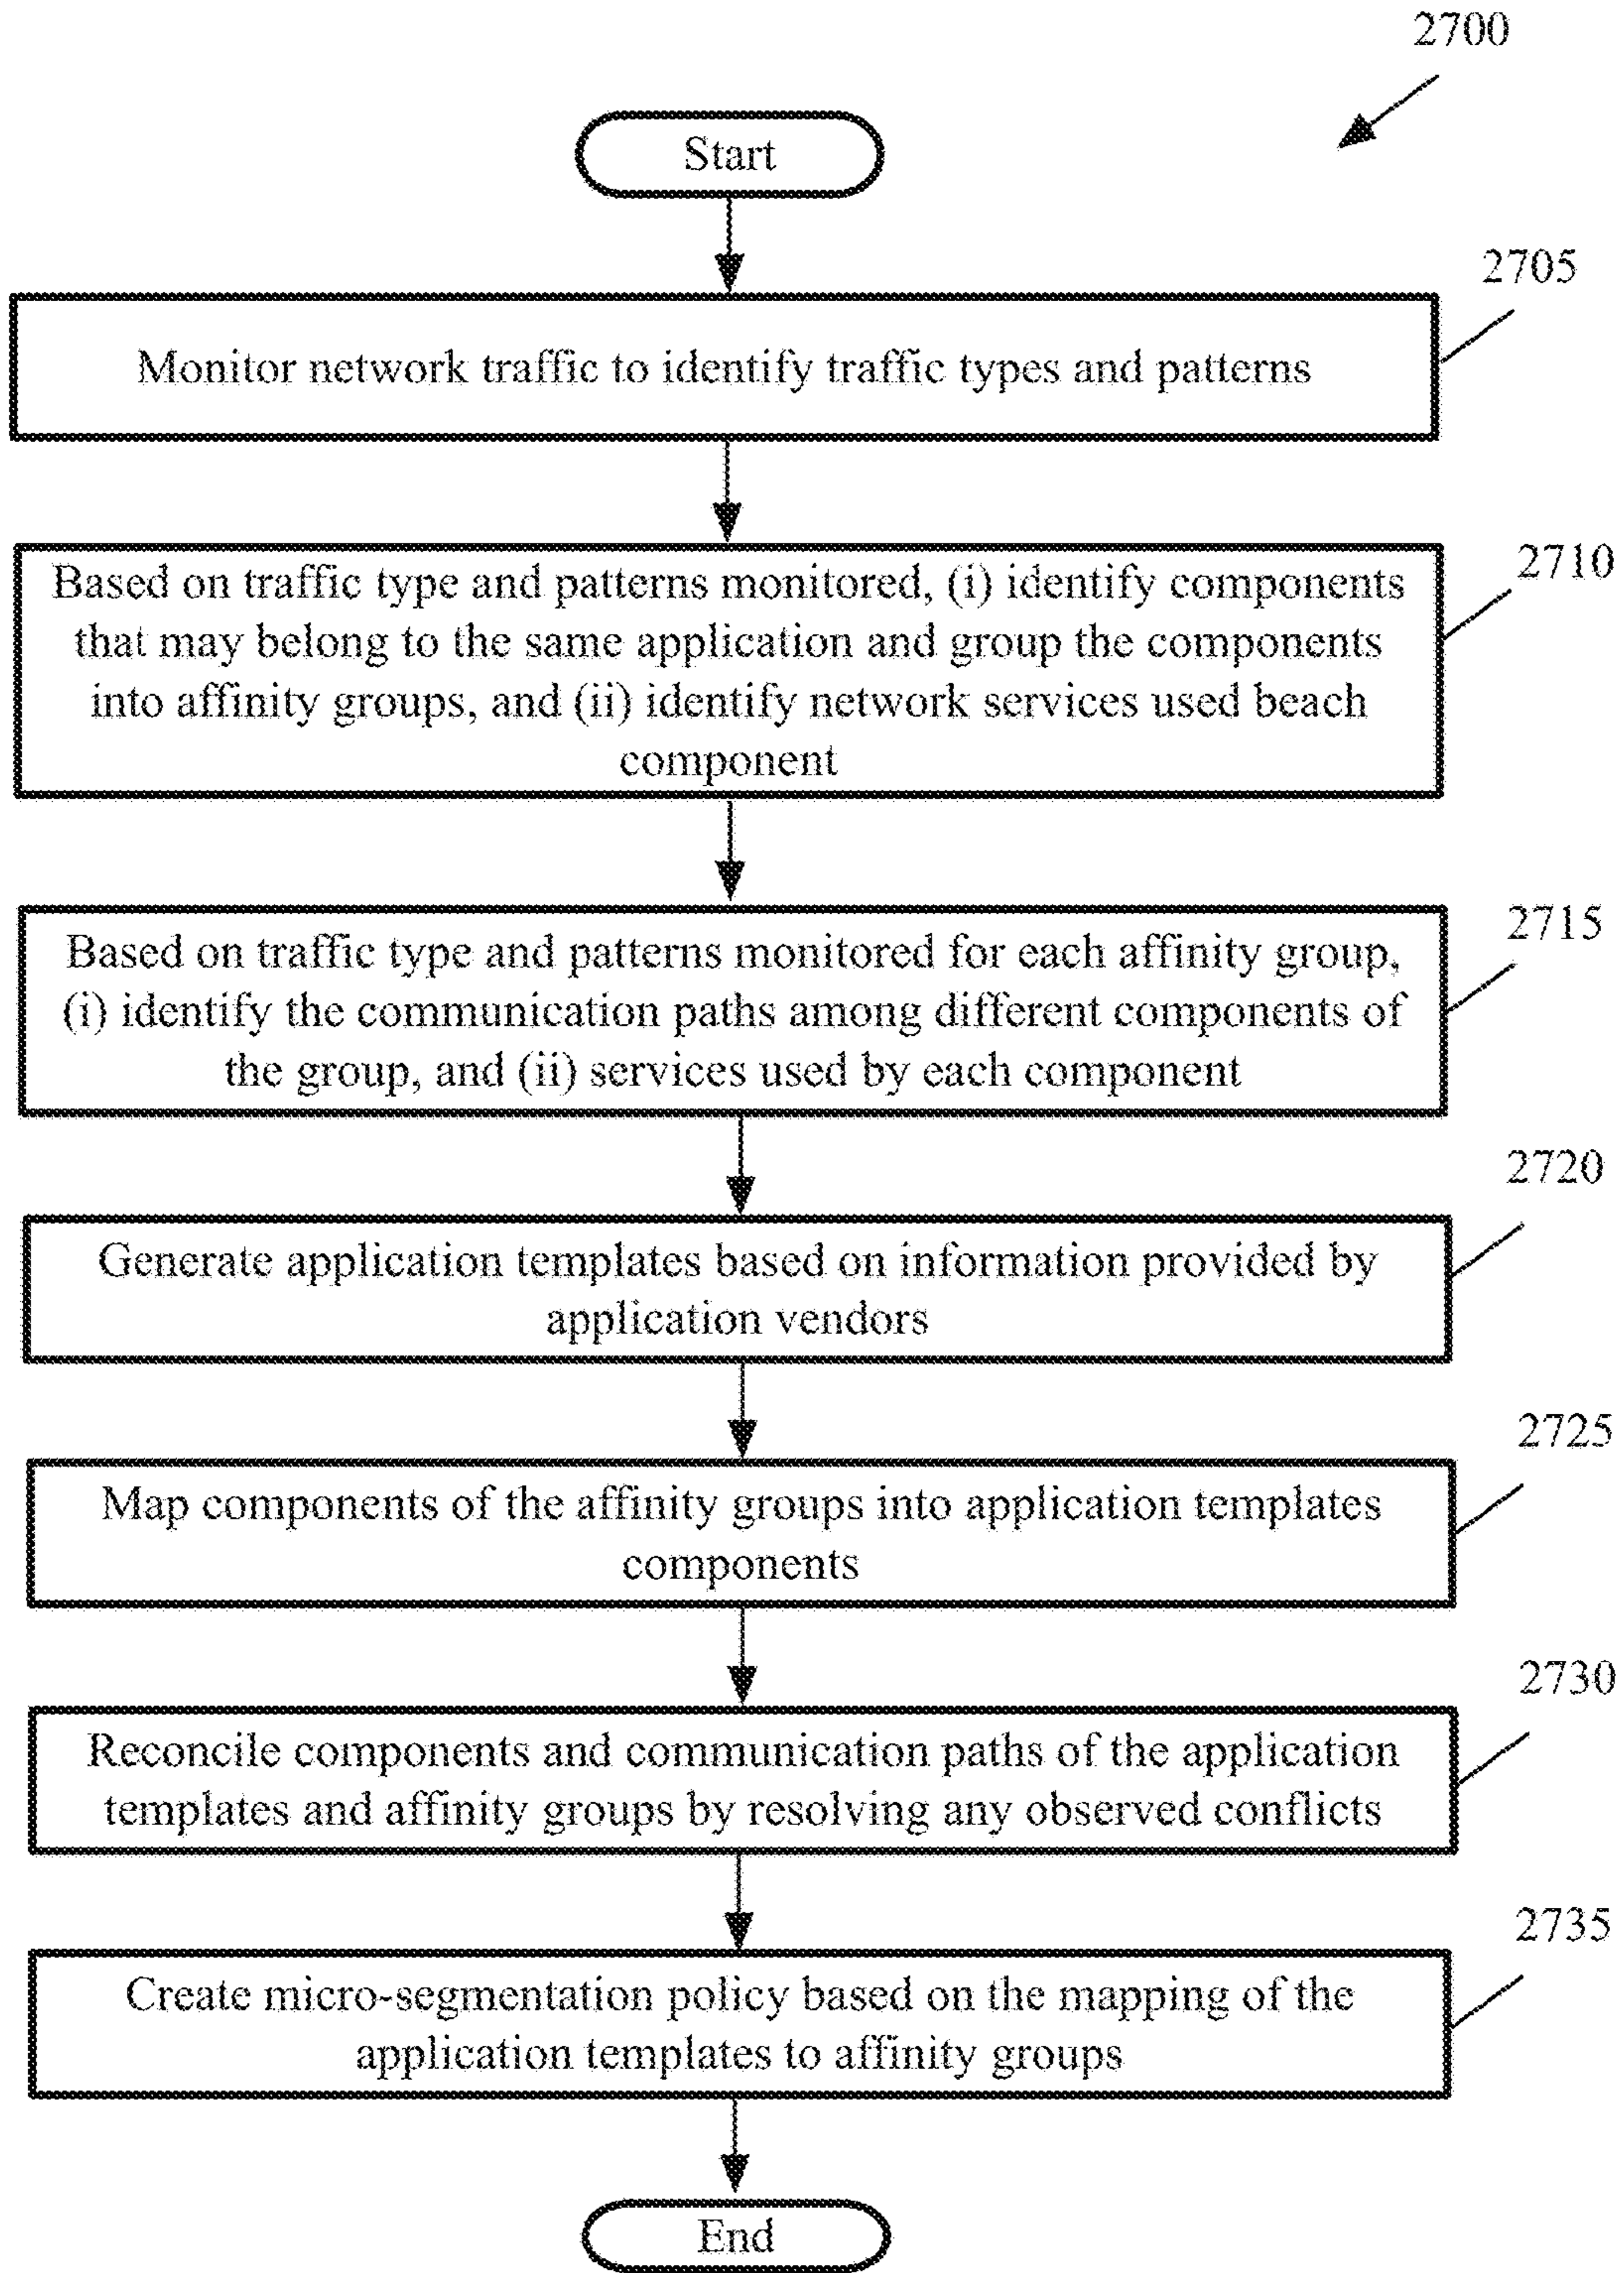 2700
Start
2705
Monitor network traffic to identify traffic types and patterns
2710
Based on traffic type and patterns monitored, (i) identify components
that may belong to the same application and group the components
into affinity groups, and (ii) identify network services used beach
component
2715
Based on traffic type and patterns monitored for each affinity group,
(i) identify the communication paths among different components of
the group, and (ii) services used by each component
2720
Generate application templates based on information provided by
application vendors
2725
Map components of the affinity groups into application templates
components
2730
Reconcile components and communication paths of the application
templates and affinity groups by resolving any observed conflicts
2735
Create micro-segmentation policy based on the mapping of the
application templates to affinity groups
End